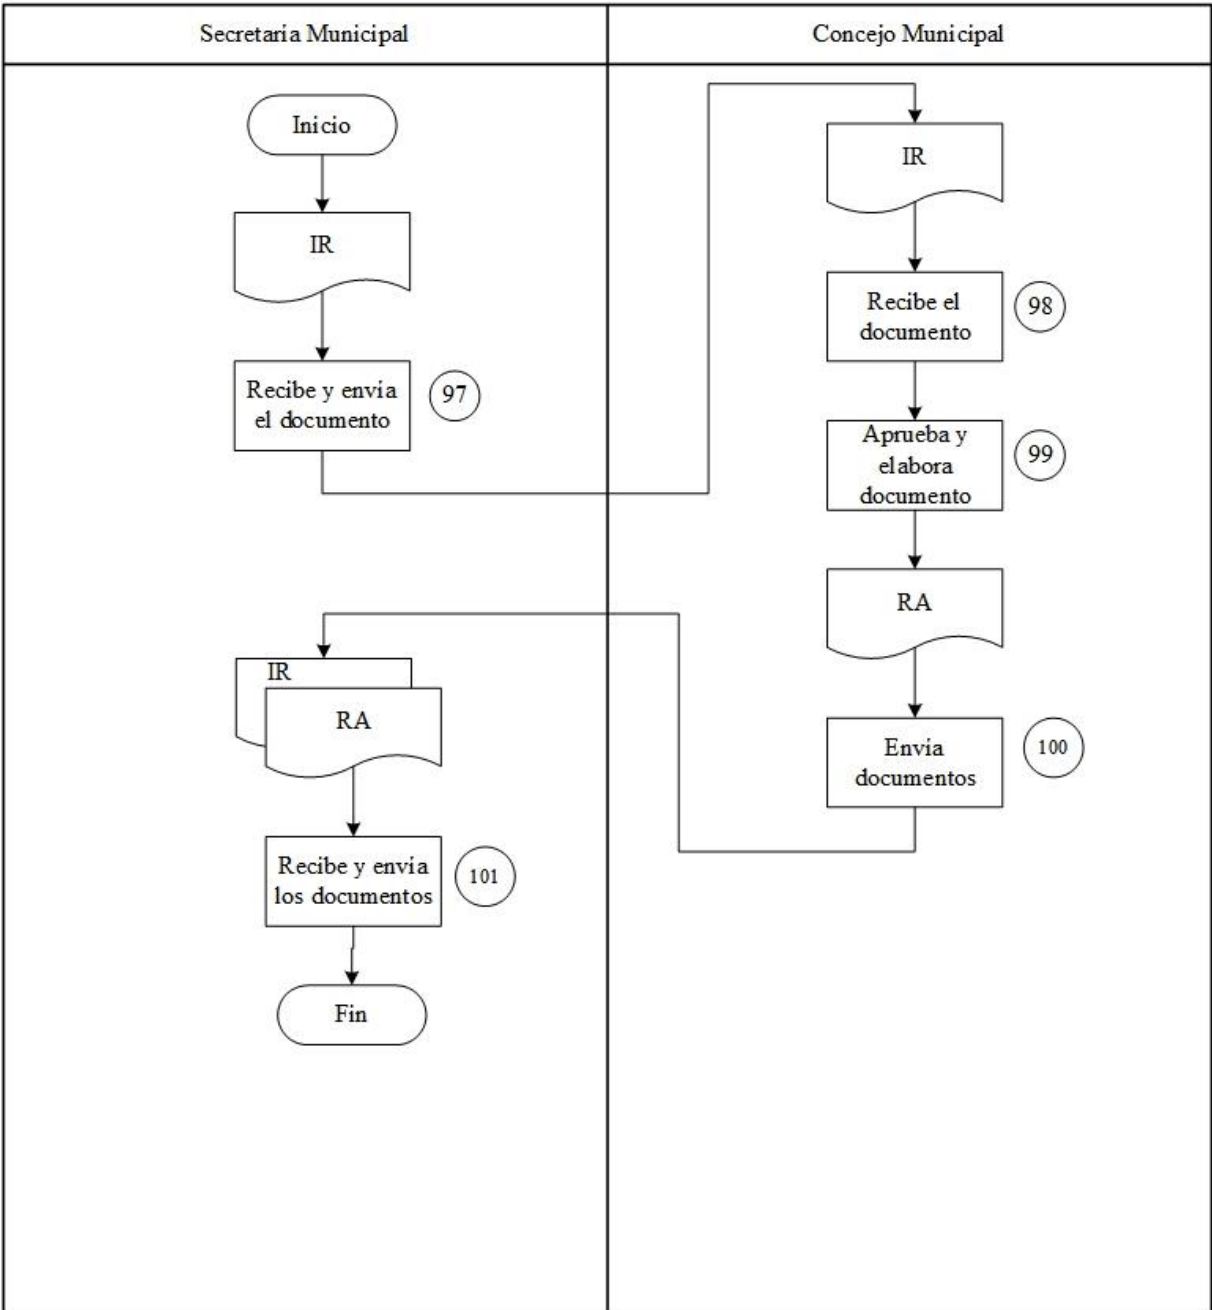 Secretaría Municipal
Concejo Municipal
Inicio
IR
Recibe y envía
el documento
97
IR
Recibe el
documento
98
Aprueba y
elabora
documento
99
RA
Envía
documentos
100
IR
RA
Recibe y envía
los documentos
101
Fin